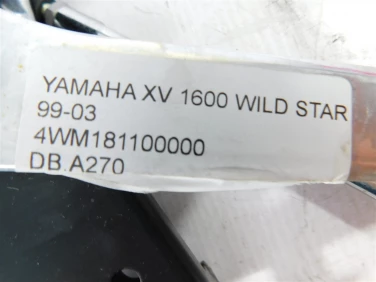 YAMAHA XV 1600 WILD STAR
99-03
4WM181100000
DB.A270